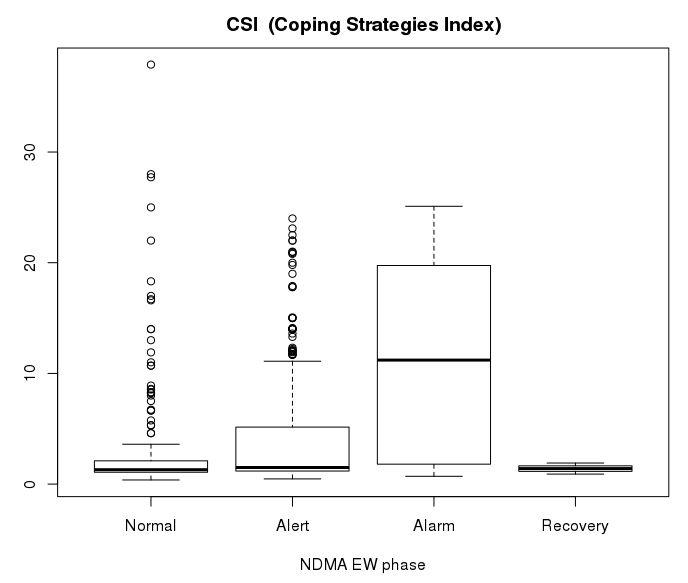 CSI (Coping Strategies Index)
30
20
10
0
Normal Alert Alarm Recovery
NDMA EW phase